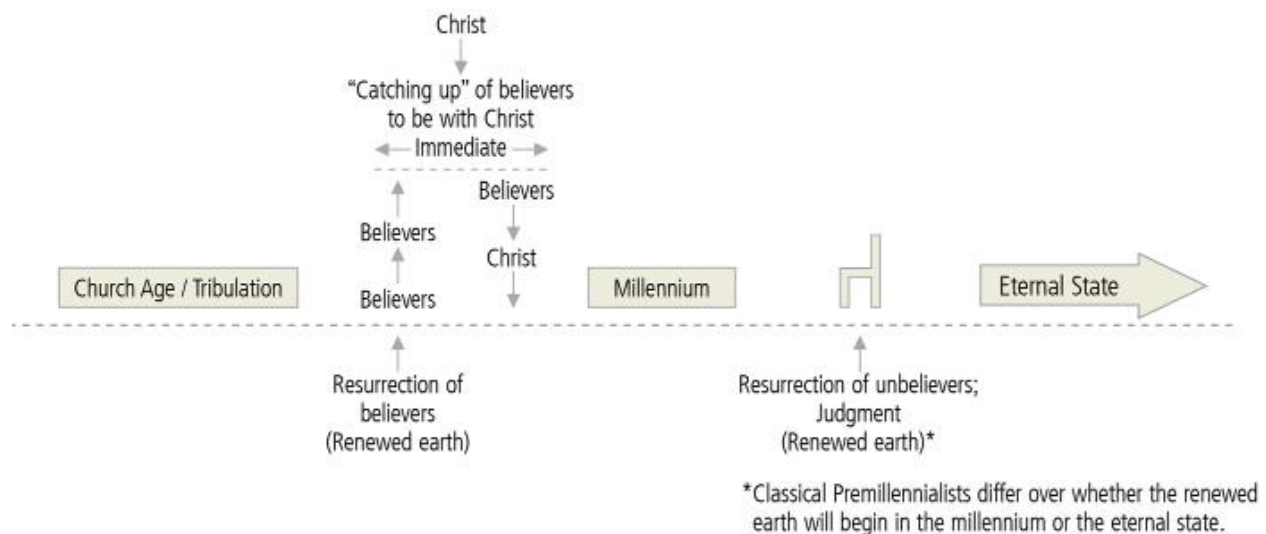 Christ
“Catching up” of believers
to be with Christ
Immediate
Believers
Believers
Christ
Believers
Church Age / Tribulation
Millennium
Eternal State
Resurrection of
believers
(Renewed earth)
Resurrection of unbelievers;
Judgment
(Renewed earth)*
*Classical Premillennialists differ over whether the renewed
earth will begin in the millennium or the eternal state.